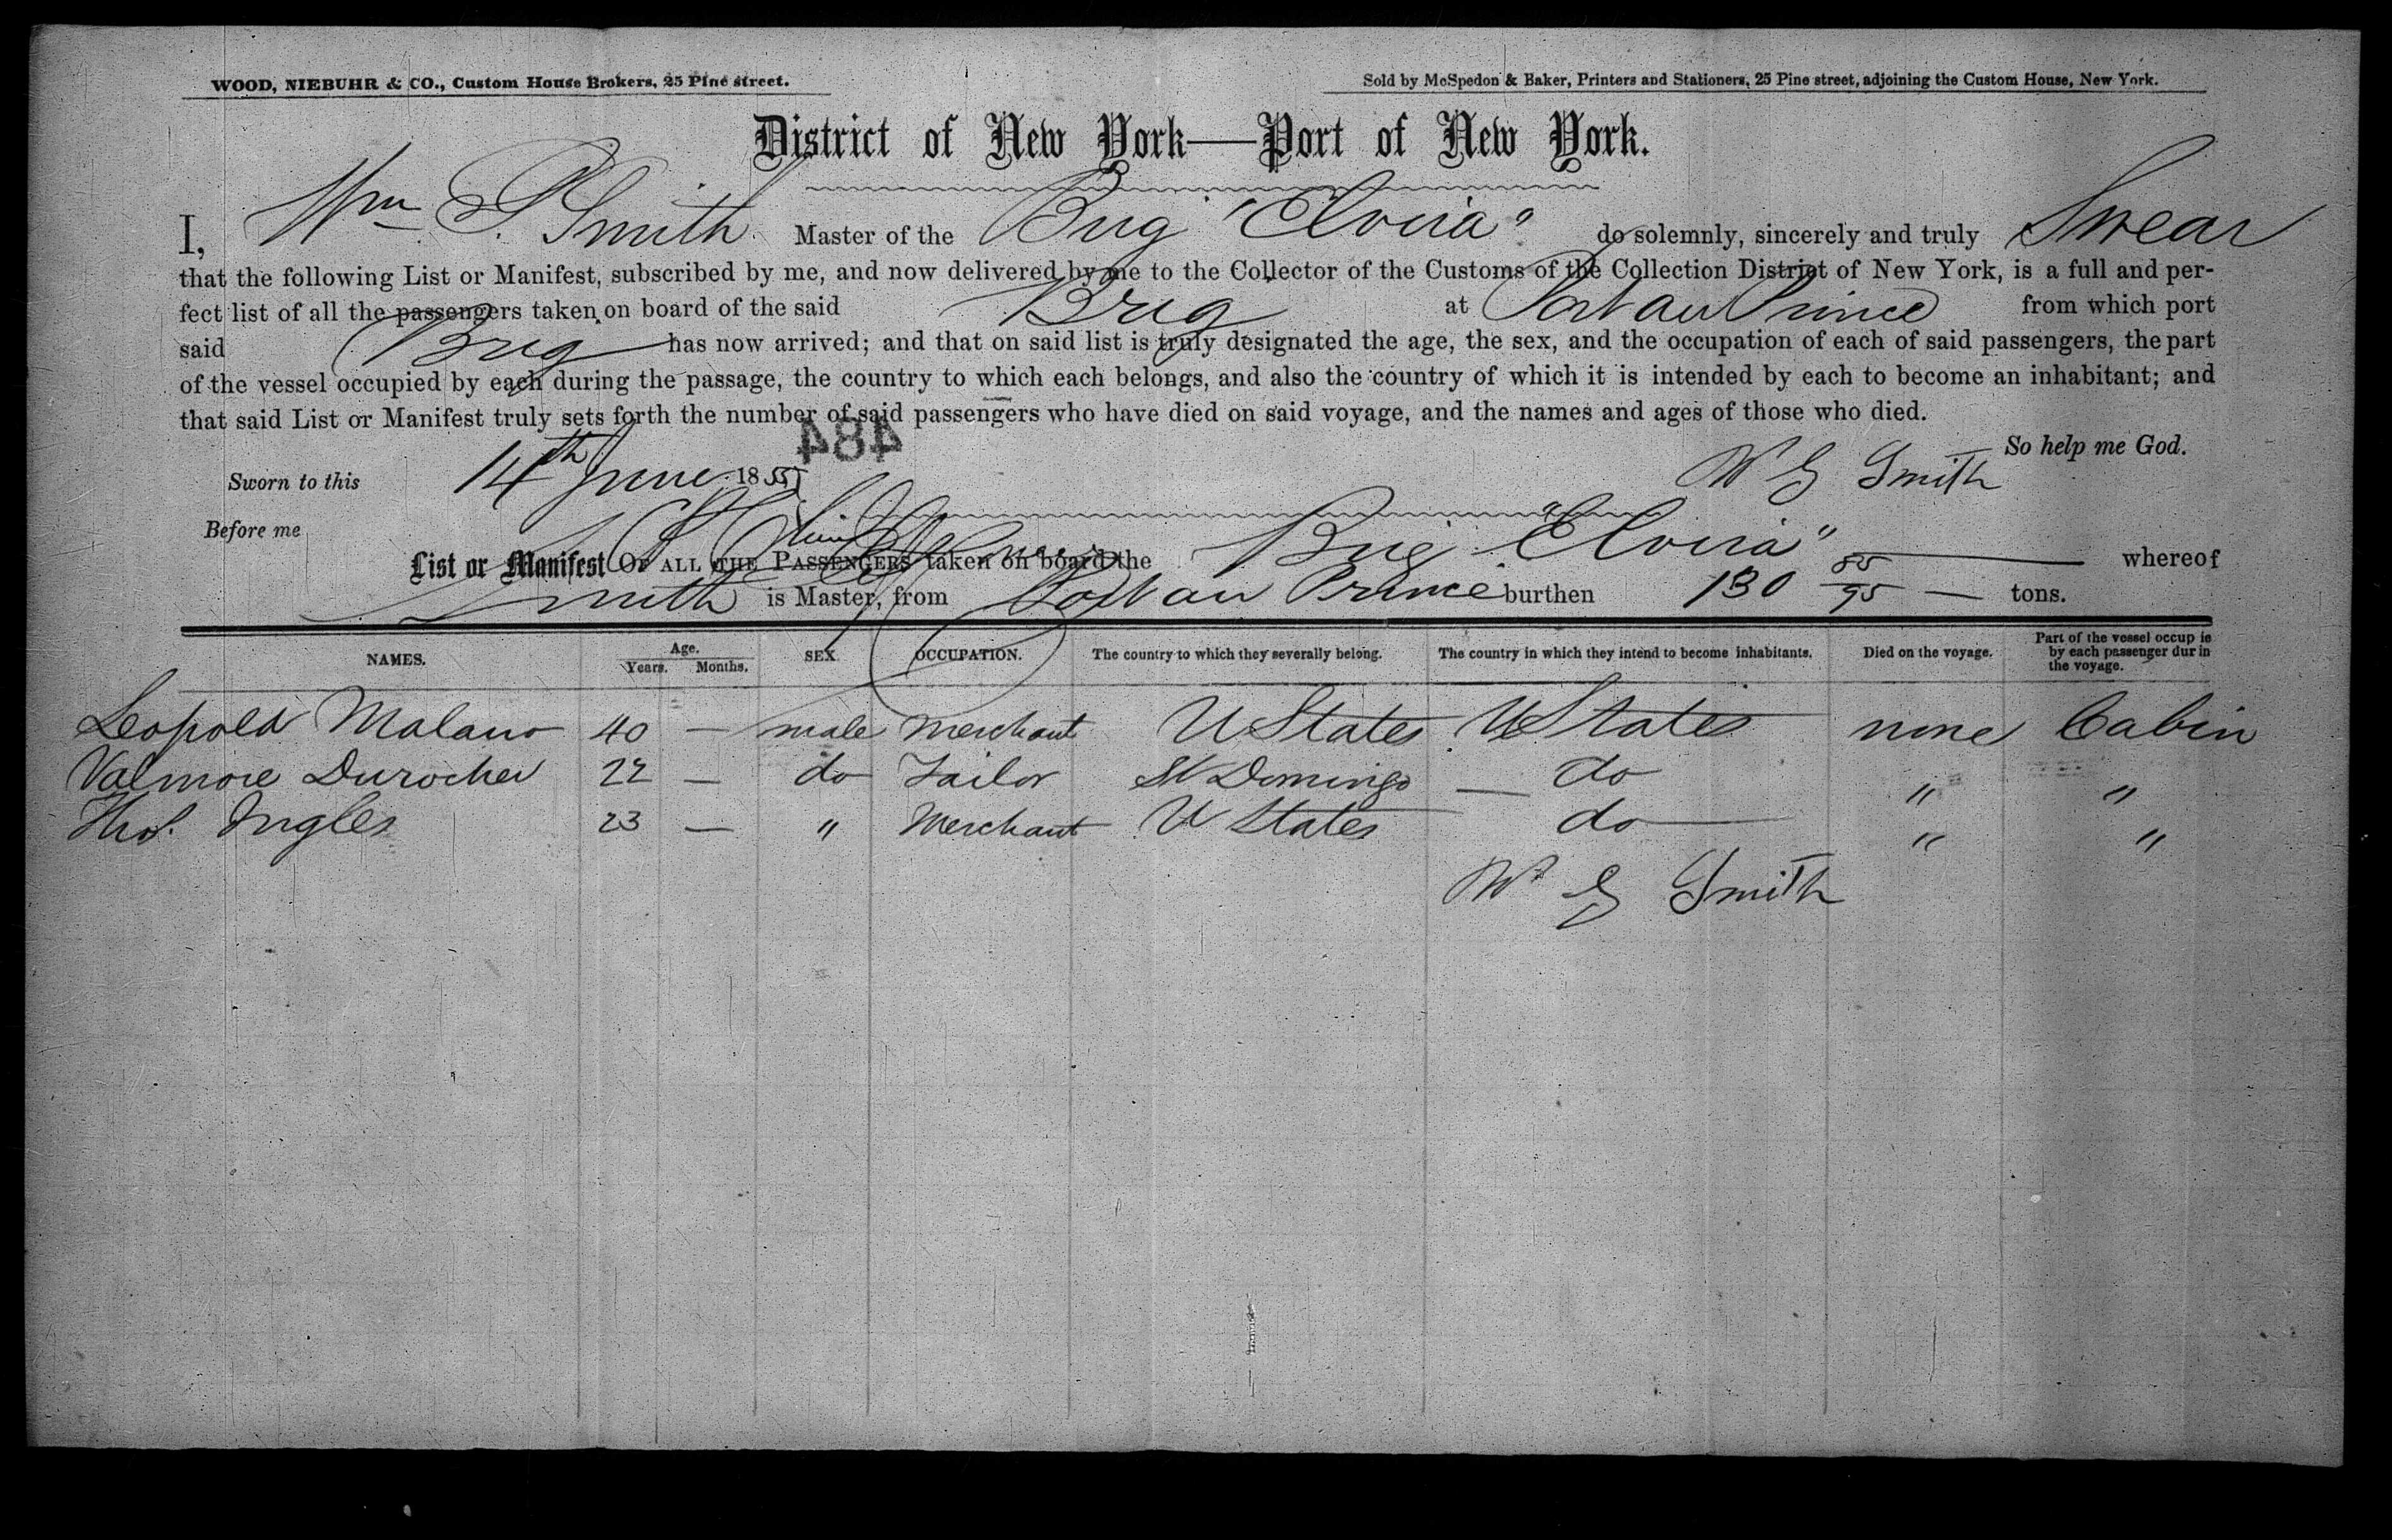 WOOD, NIEBUHR & CO., Custom House Brokers, 25 Pine street.
Sold by McSpedon & Baker, Printers and Stationers, 25 Pine street, adjoining the Custom House, New York.
District of New York—Port of New York.
I, Wm Smith Master of the Brig "Elvira" do solemnly, sincerely and truly Swear
that the following List or Manifest, subscribed by me, and now delivered by me to the Collector of the Customs of the Collection District of New York, is a full and per-
fect list of all the passengers taken on board of the said Brig at Port au Prince from which port
said Brig has now arrived; and that on said list is truly designated the age, the sex, and the occupation of each of said passengers, the part
of the vessel occupied by each during the passage, the country to which each belongs, and also the country of which it is intended by each to become an inhabitant; and
that said List or Manifest truly sets forth the number of said passengers who have died on said voyage, and the names and ages of those who died.
484
So help me God.
Sworn to this 14th June 1855
W G Smith
Before me
List or Manifest OF ALL THE PASSENGERS taken on board the Brig "Elvira" whereof
Smith is Master, from Port au Prince burthen 130 85/95 tons.
NAMES. Age. Years. Months. SEX OCCUPATION. The country to which they severally belong. The country in which they intend to become inhabitants. Died on the voyage. Part of the vessel occup ie by each passenger dur in the voyage.
Leopold Malano 40 — male Merchant U States U States none Cabin
Valmore Durocher 22 — do Tailor St Domingo — do " "
Thos. Ingles 23 — " Merchant U States do " "
Wm G Smith